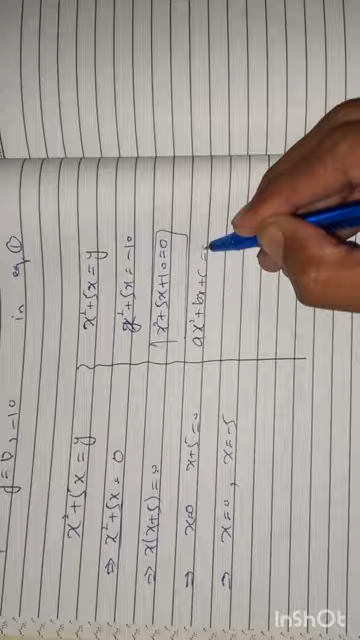 y=0, -10 in eq ①
x²+5x=y
⇒ x²+5x=0
⇒ x(x+5)=0
⇒ x=0 x+5=0
⇒ x=0, x=-5
x²+5x=y
x²+5x=-10
x²+5x+10=0
ax²+bx+c=
InShOt